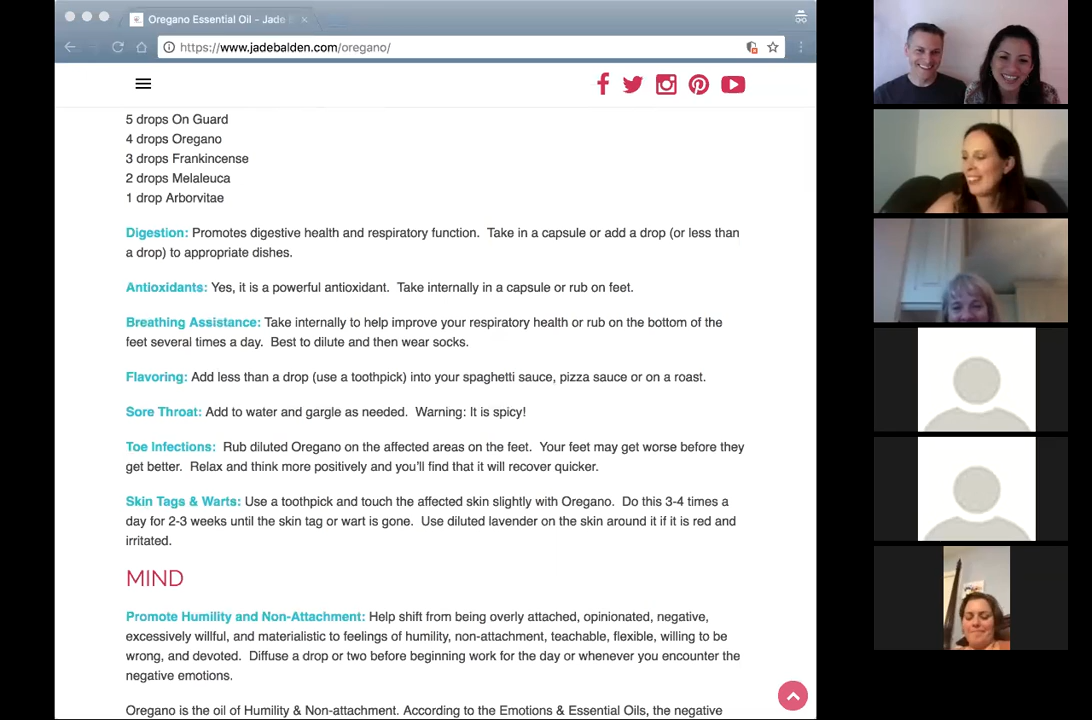 Oregano Essential Oil - Jade
https://www.jadebalden.com/oregano/
5 drops On Guard
4 drops Oregano
3 drops Frankincense
2 drops Melaleuca
1 drop Arborvitae
Digestion: Promotes digestive health and respiratory function. Take in a capsule or add a drop (or less than
a drop) to appropriate dishes.
Antioxidants: Yes, it is a powerful antioxidant. Take internally in a capsule or rub on feet.
Breathing Assistance: Take internally to help improve your respiratory health or rub on the bottom of the
feet several times a day. Best to dilute and then wear socks.
Flavoring: Add less than a drop (use a toothpick) into your spaghetti sauce, pizza sauce or on a roast.
Sore Throat: Add to water and gargle as needed. Warning: It is spicy!
Toe Infections: Rub diluted Oregano on the affected areas on the feet. Your feet may get worse before they
get better. Relax and think more positively and you'll find that it will recover quicker.
Skin Tags & Warts: Use a toothpick and touch the affected skin slightly with Oregano. Do this 3-4 times a
day for 2-3 weeks until the skin tag or wart is gone. Use diluted lavender on the skin around it if it is red and
irritated.
MIND
Promote Humility and Non-Attachment: Help shift from being overly attached, opinionated, negative,
excessively willful, and materialistic to feelings of humility, non-attachment, teachable, flexible, willing to be
wrong, and devoted. Diffuse a drop or two before beginning work for the day or whenever you encounter the
negative emotions.
Oregano is the oil of Humility & Non-attachment. According to the Emotions & Essential Oils, the negative